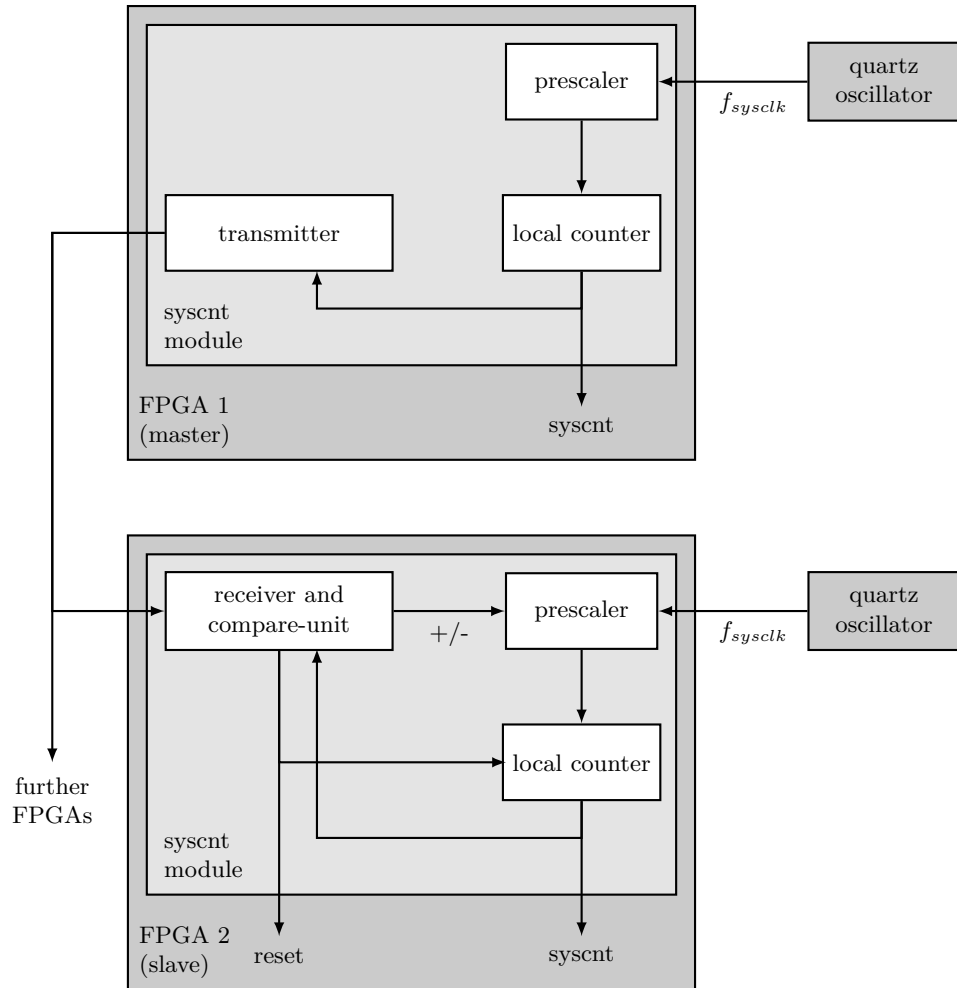 prescaler
quartz
oscillator
f_sysclk
transmitter
local counter
syscnt
module
FPGA 1
(master)
syscnt
receiver and
compare-unit
+/-
prescaler
f_sysclk
quartz
oscillator
local counter
further
FPGAs
syscnt
module
FPGA 2
(slave)
reset
syscnt